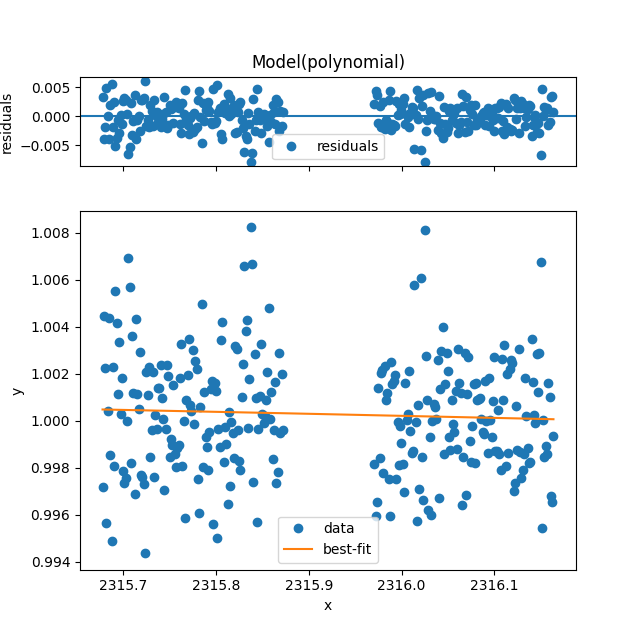 Model(polynomial)
0.005
0.000
−0.005
residuals
residuals
1.008
1.006
1.004
1.002
1.000
0.998
0.996
0.994
y
data
best-fit
2315.7
2315.8
2315.9
2316.0
2316.1
x